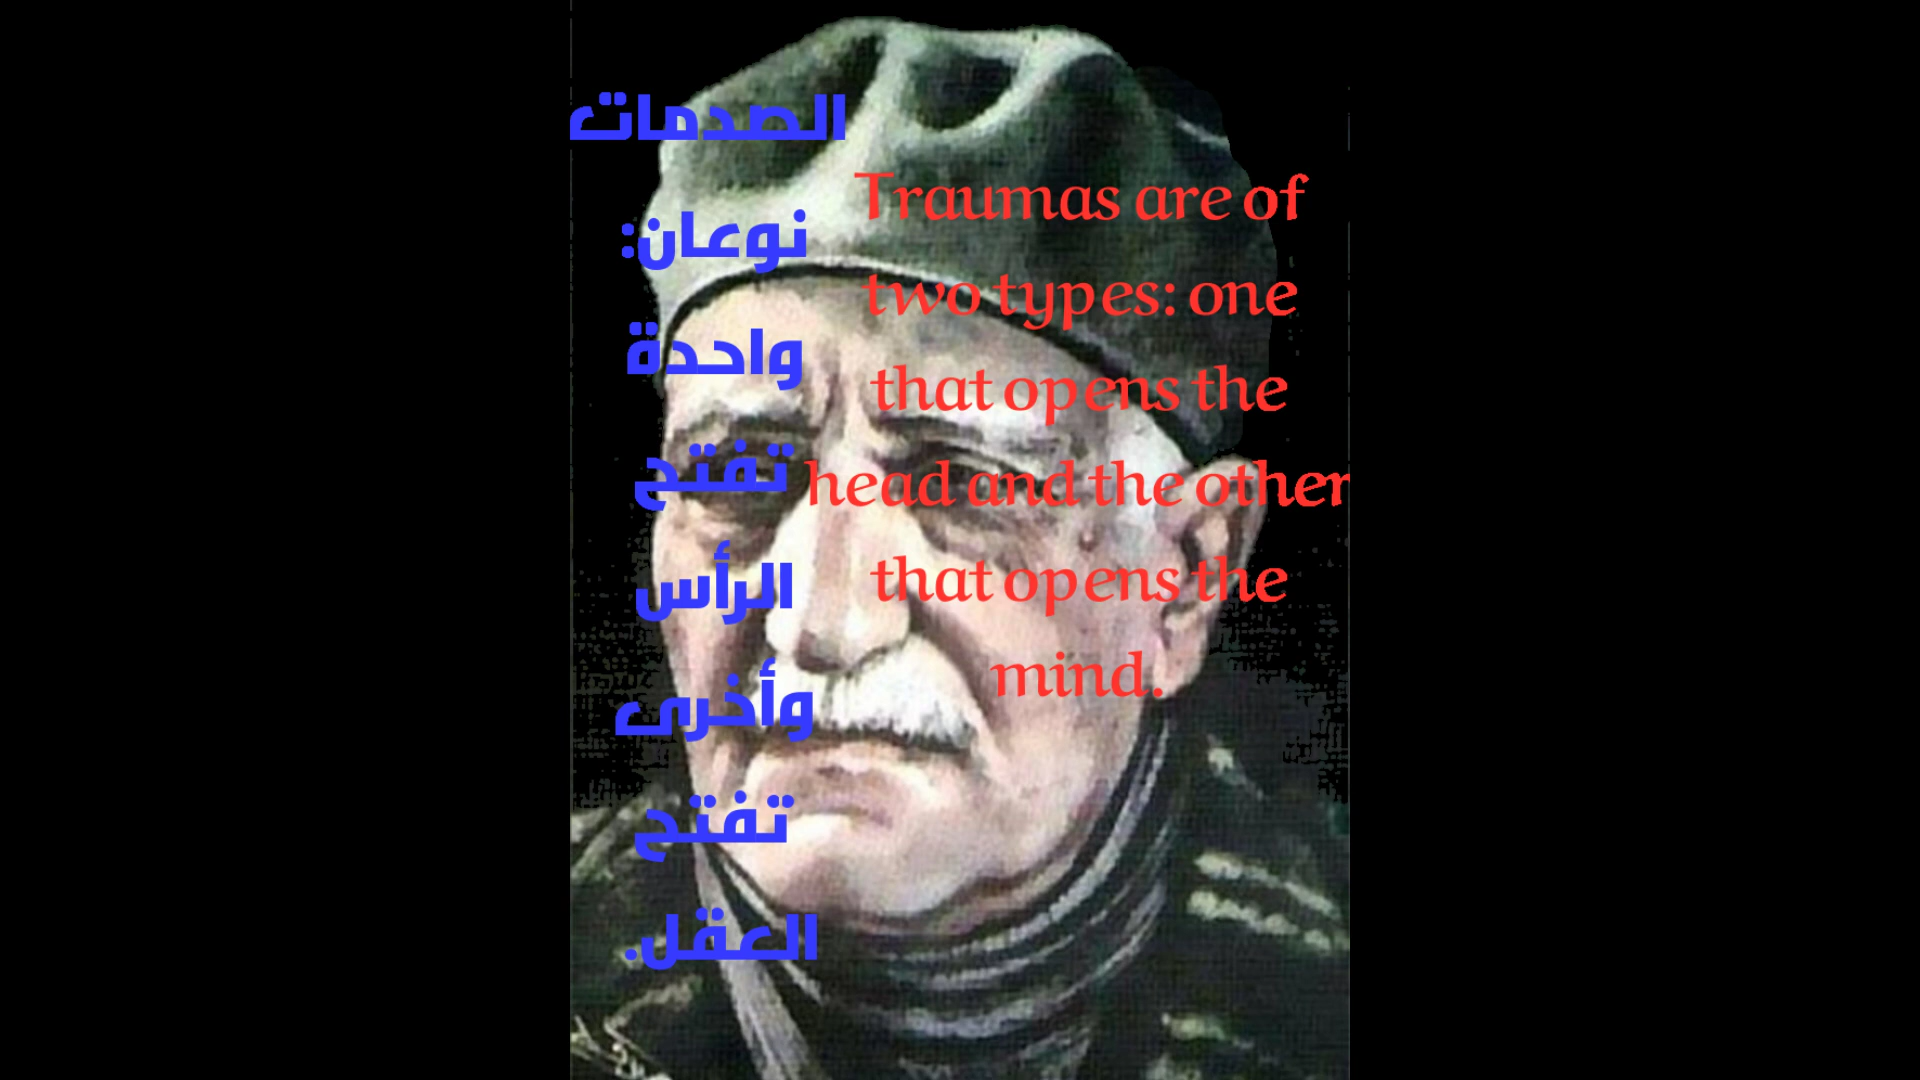 الصدمات
نوعان:
واحدة
تفتح
الرأس
وأخرى
تفتح
العقل.
Traumas are of
two types: one
that opens the
head and the other
that opens the
mind.